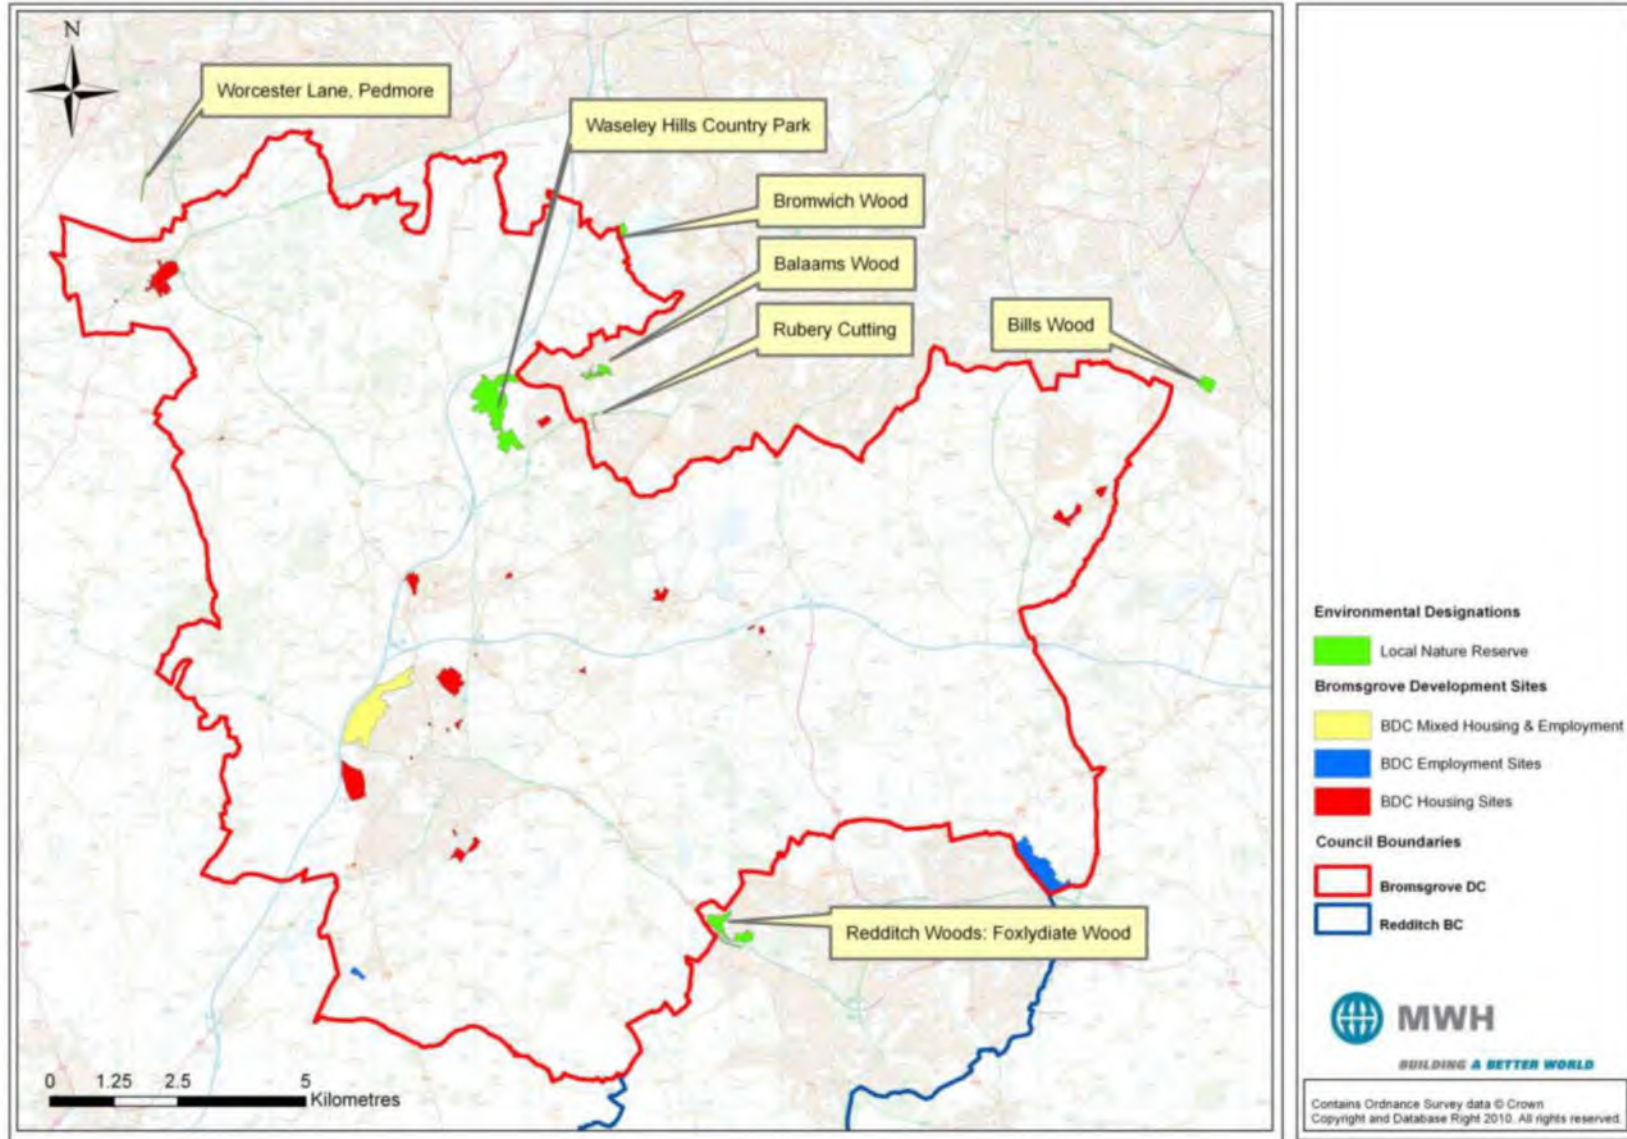 N
Worcester Lane, Pedmore
Waseley Hills Country Park
Bromwich Wood
Balaams Wood
Rubery Cutting
Bills Wood
Redditch Woods: Foxlydiate Wood
0 1.25 2.5 5
Kilometres
Environmental Designations
Local Nature Reserve
Bromsgrove Development Sites
BDC Mixed Housing & Employment
BDC Employment Sites
BDC Housing Sites
Council Boundaries
Bromsgrove DC
Redditch BC
MWH
BUILDING A BETTER WORLD
Contains Ordnance Survey data © Crown
Copyright and Database Right 2010. All rights reserved.